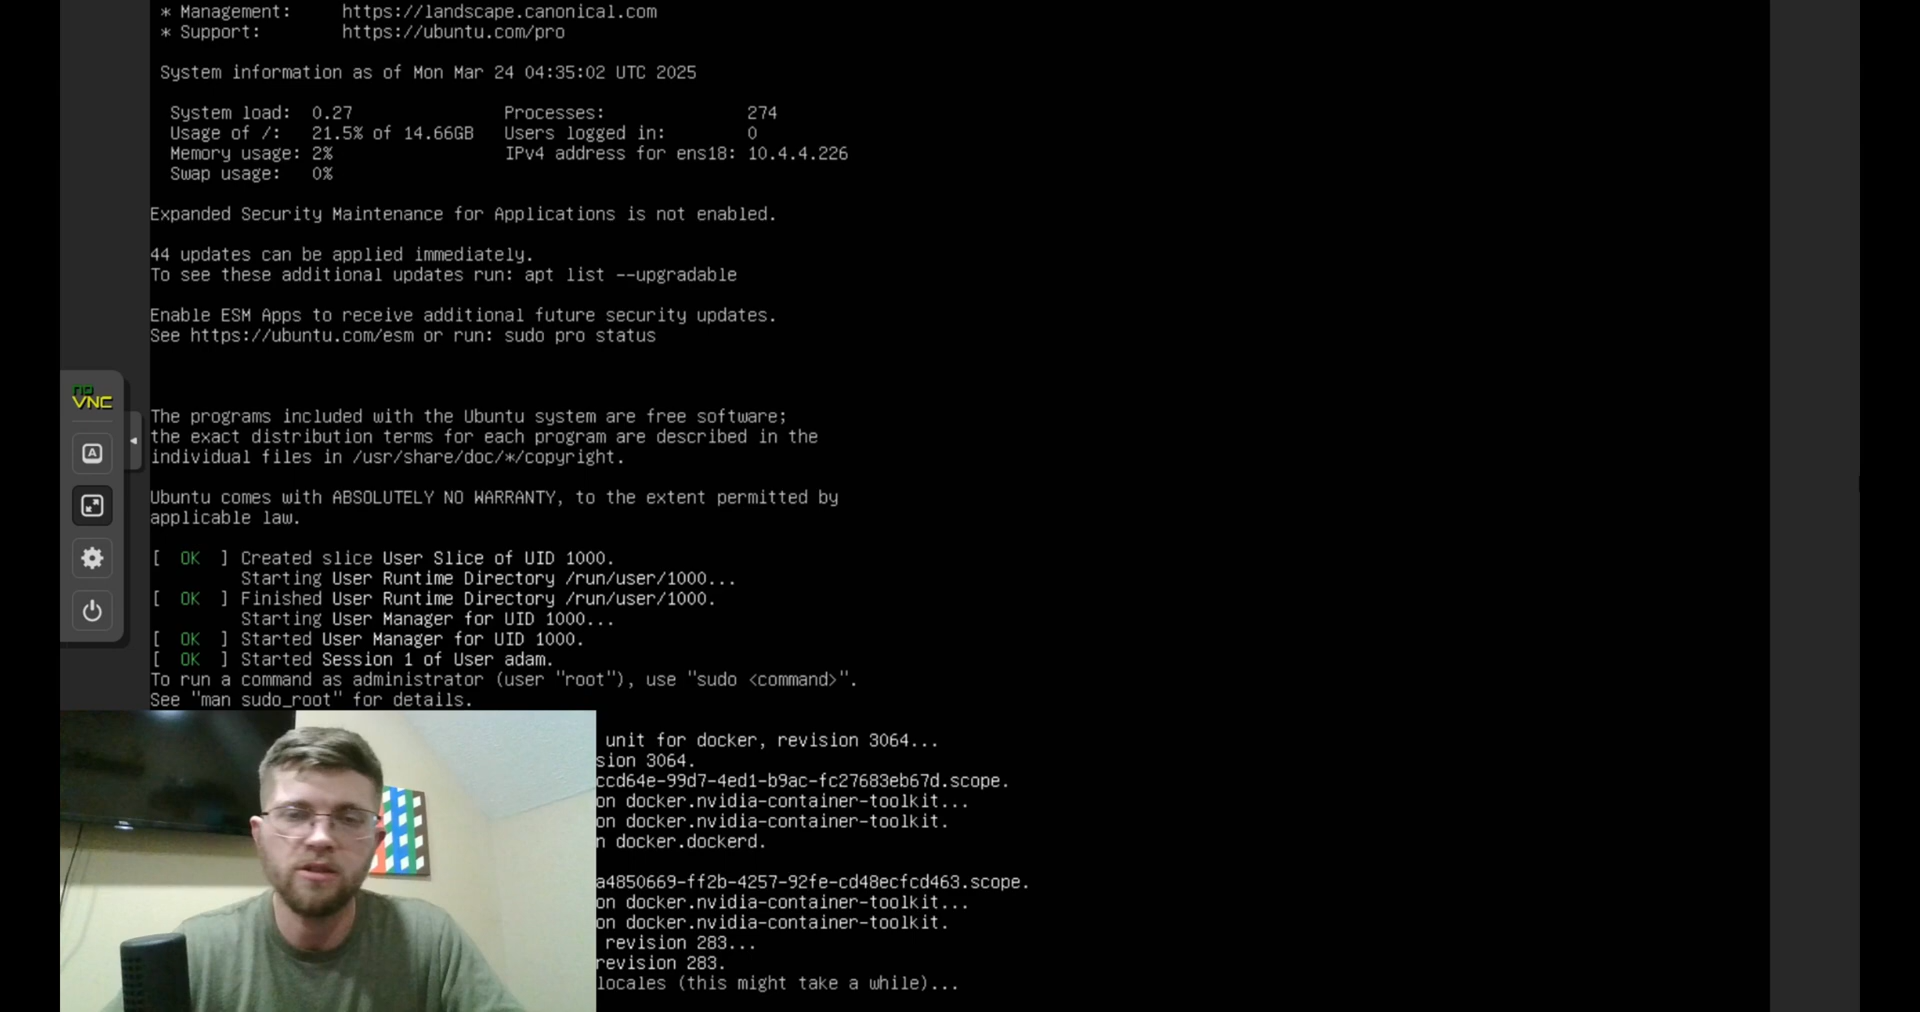 * Management: https://landscape.canonical.com
* Support: https://ubuntu.com/pro
System information as of Mon Mar 24 04:35:02 UTC 2025
System load: 0.27 Processes: 274
Usage of /: 21.5% of 14.66GB Users logged in: 0
Memory usage: 2% IPv4 address for ens18: 10.4.4.226
Swap usage: 0%
Expanded Security Maintenance for Applications is not enabled.
44 updates can be applied immediately.
To see these additional updates run: apt list --upgradable
Enable ESM Apps to receive additional future security updates.
See https://ubuntu.com/esm or run: sudo pro status
no
VNC
A
The programs included with the Ubuntu system are free software;
the exact distribution terms for each program are described in the
individual files in /usr/share/doc/*/copyright.
Ubuntu comes with ABSOLUTELY NO WARRANTY, to the extent permitted by
applicable law.
[ OK ] Created slice User Slice of UID 1000.
Starting User Runtime Directory /run/user/1000...
[ OK ] Finished User Runtime Directory /run/user/1000.
Starting User Manager for UID 1000...
[ OK ] Started User Manager for UID 1000.
[ OK ] Started Session 1 of User adam.
To run a command as administrator (user "root"), use "sudo <command>".
See "man sudo_root" for details.
unit for docker, revision 3064...
sion 3064.
ccd64e-99d7-4ed1-b9ac-fc27683eb67d.scope.
on docker.nvidia-container-toolkit...
on docker.nvidia-container-toolkit.
n docker.dockerd.
a4850669-ff2b-4257-92fe-cd48ecfcd463.scope.
on docker.nvidia-container-toolkit...
on docker.nvidia-container-toolkit.
revision 283...
revision 283.
locales (this might take a while)...